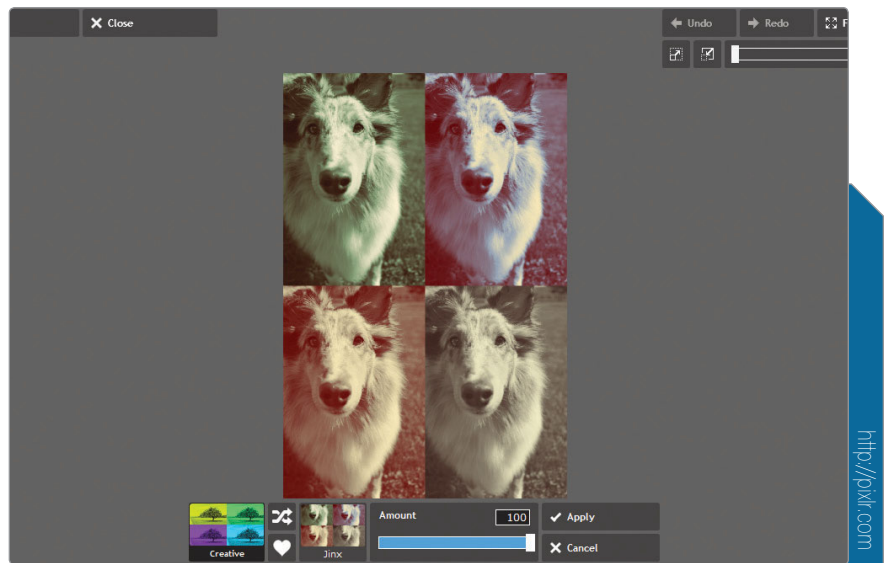 Close
Undo
Redo
F
Amount
100
Apply
Creative
Jinx
Cancel
http://pixlr.com